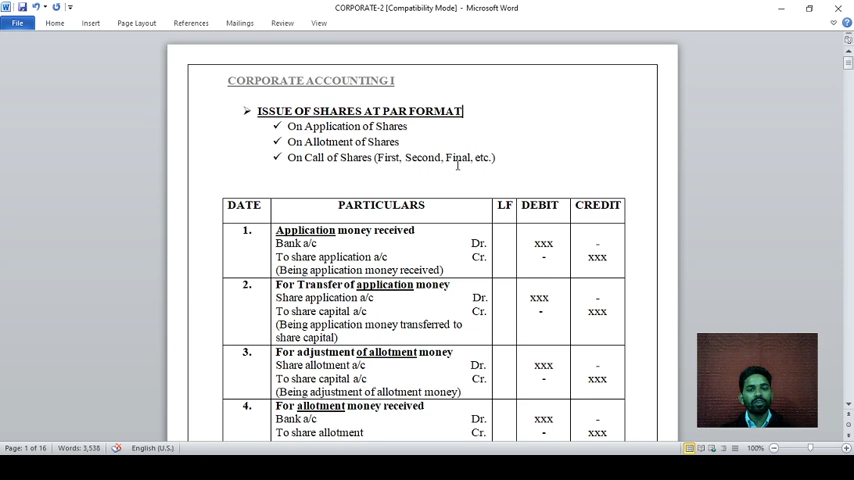 CORPORATE-2 [Compatibility Mode] - Microsoft Word
File Home Insert Page Layout References Mailings Review View
CORPORATE ACCOUNTING I
ISSUE OF SHARES AT PAR FORMAT
On Application of Shares
On Allotment of Shares
On Call of Shares (First, Second, Final, etc.)
DATE PARTICULARS LF DEBIT CREDIT
1. Application money received
Bank a/c Dr. xxx -
To share application a/c Cr. - xxx
(Being application money received)
2. For Transfer of application money
Share application a/c Dr. xxx -
To share capital a/c Cr. - xxx
(Being application money transferred to
share capital)
3. For adjustment of allotment money
Share allotment a/c Dr. xxx -
To share capital a/c Cr. - xxx
(Being adjustment of allotment money)
4. For allotment money received
Bank a/c Dr. xxx -
To share allotment Cr. - xxx
Page: 1 of 16 Words: 3,538 English (U.S.) 100%